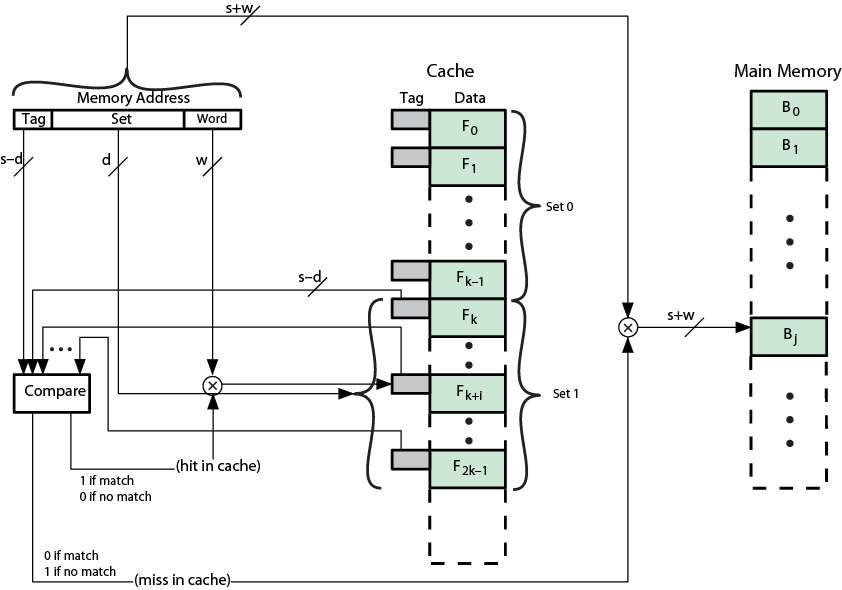 s+w
Cache
Main Memory
Memory Address
Tag Set Word
Tag Data
s–d
d
w
F0
F1
Set 0
s–d
Fk–1
Fk
Fk+i
F2k–1
Set 1
B0
B1
s+w
Bj
Compare
(hit in cache)
1 if match
0 if no match
0 if match
1 if no match
(miss in cache)